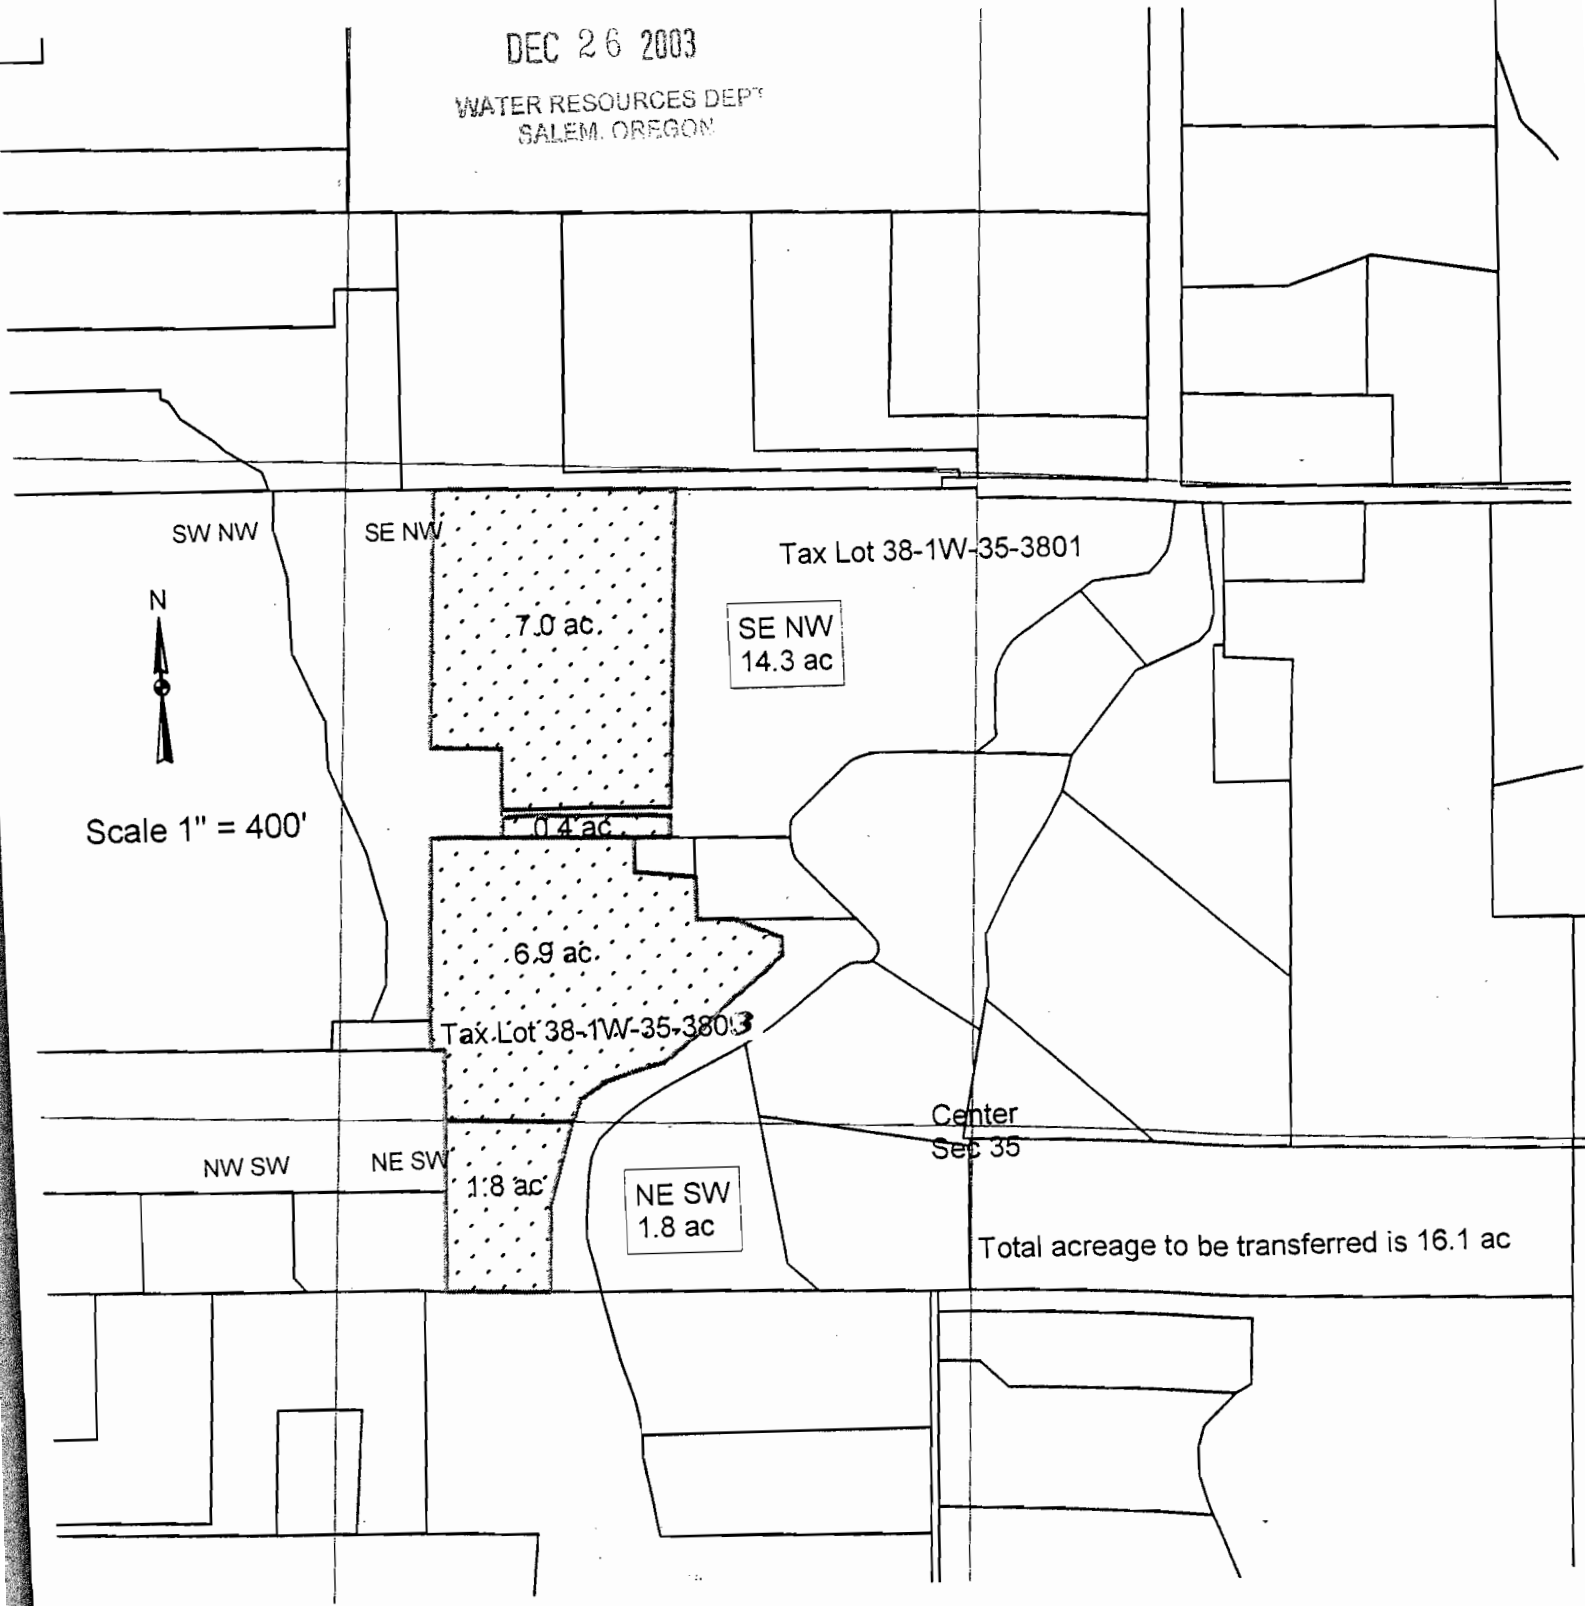 DEC 26 2003
WATER RESOURCES DEPT
SALEM, OREGON
SW NW
SE NW
Tax Lot 38-1W-35-3801
7.0 ac.
SE NW
14.3 ac
N
Scale 1" = 400'
0.4 ac
6.9 ac.
Tax Lot 38-1W-35-3803
Center
Sec 35
NW SW
NE SW
1.8 ac
NE SW
1.8 ac
Total acreage to be transferred is 16.1 ac